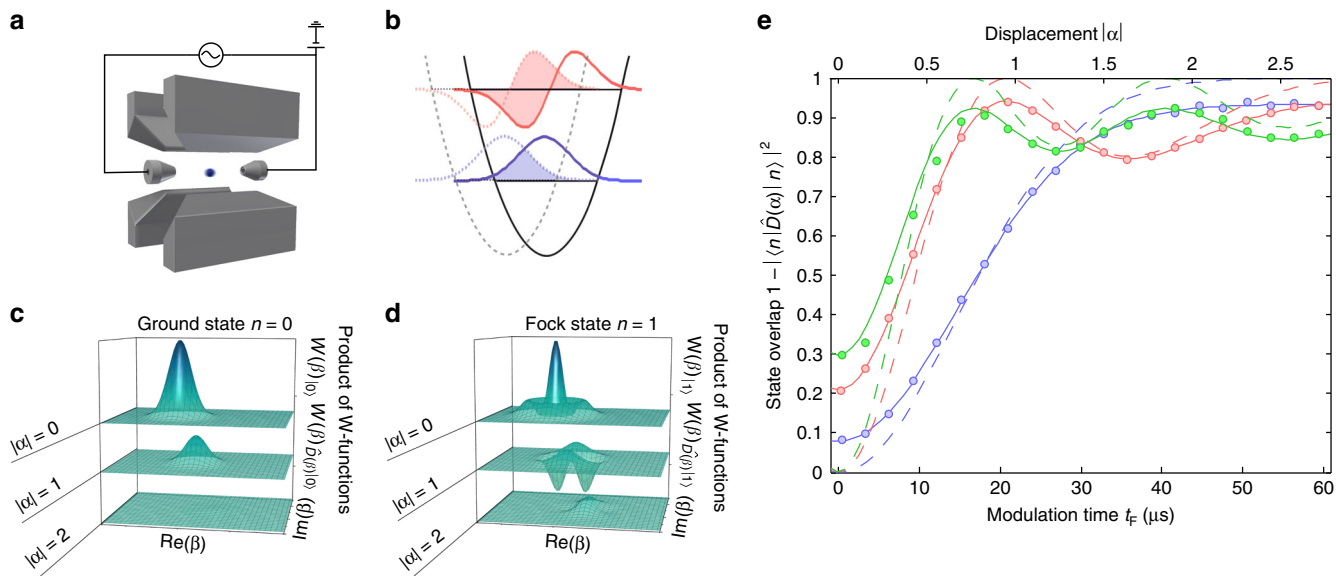 a
b
c
Ground state n = 0
|α| = 0
|α| = 1
|α| = 2
Re(β)
Im(β)
W(β)|0⟩ W(β)D̂(β)|0⟩
Product of W-functions
d
Fock state n = 1
|α| = 0
|α| = 1
|α| = 2
Re(β)
Im(β)
W(β)|1⟩ W(β)D̂(β)|1⟩
Product of W-functions
e
Displacement |α|
0 0.5 1 1.5 2 2.5
State overlap 1 – |⟨n|D̂(α)|n⟩|²
1
0.9
0.8
0.7
0.6
0.5
0.4
0.3
0.2
0.1
0
0 10 20 30 40 50 60
Modulation time tF (μs)